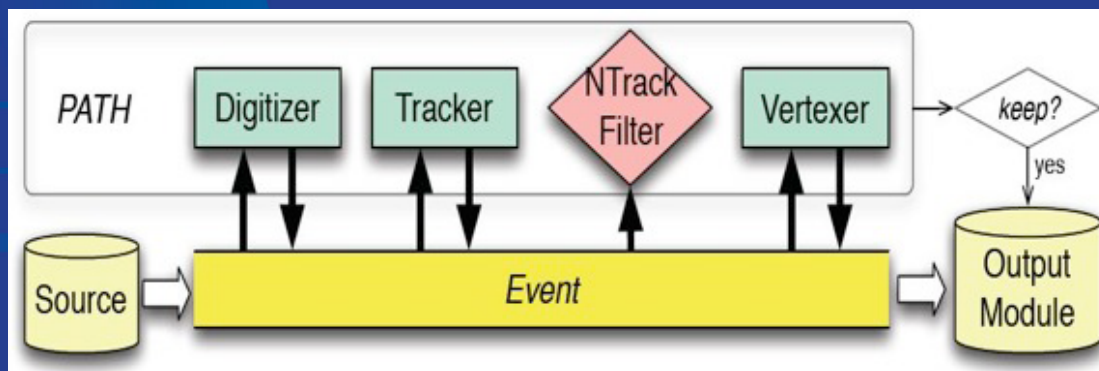 PATH
Digitizer
Tracker
NTrack
Filter
Vertexer
keep?
yes
Source
Event
Output
Module